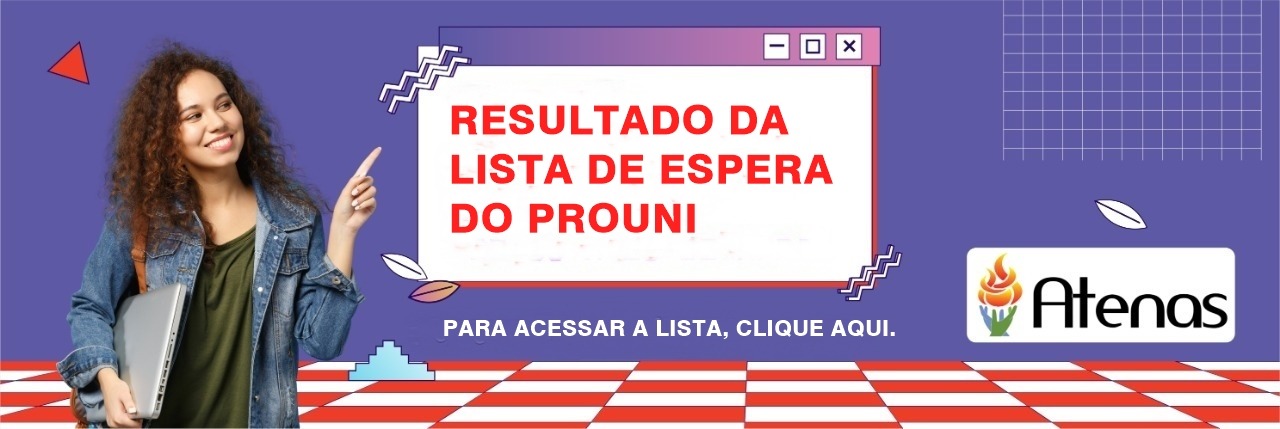 RESULTADO DA
LISTA DE ESPERA
DO PROUNI
PARA ACESSAR A LISTA, CLIQUE AQUI.
Atenas